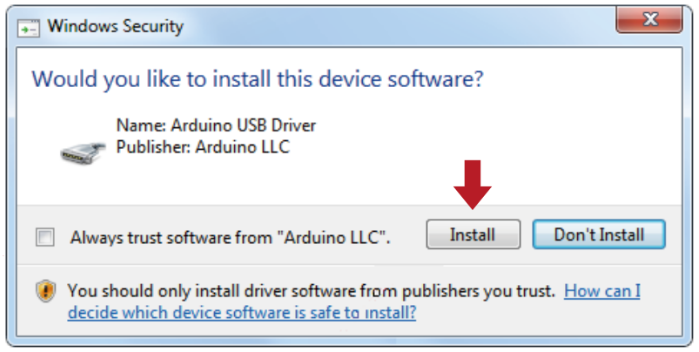 Windows Security
Would you like to install this device software?
Name: Arduino USB Driver
Publisher: Arduino LLC
Always trust software from "Arduino LLC".
Install
Don't Install
You should only install driver software from publishers you trust. How can I
decide which device software is safe to install?